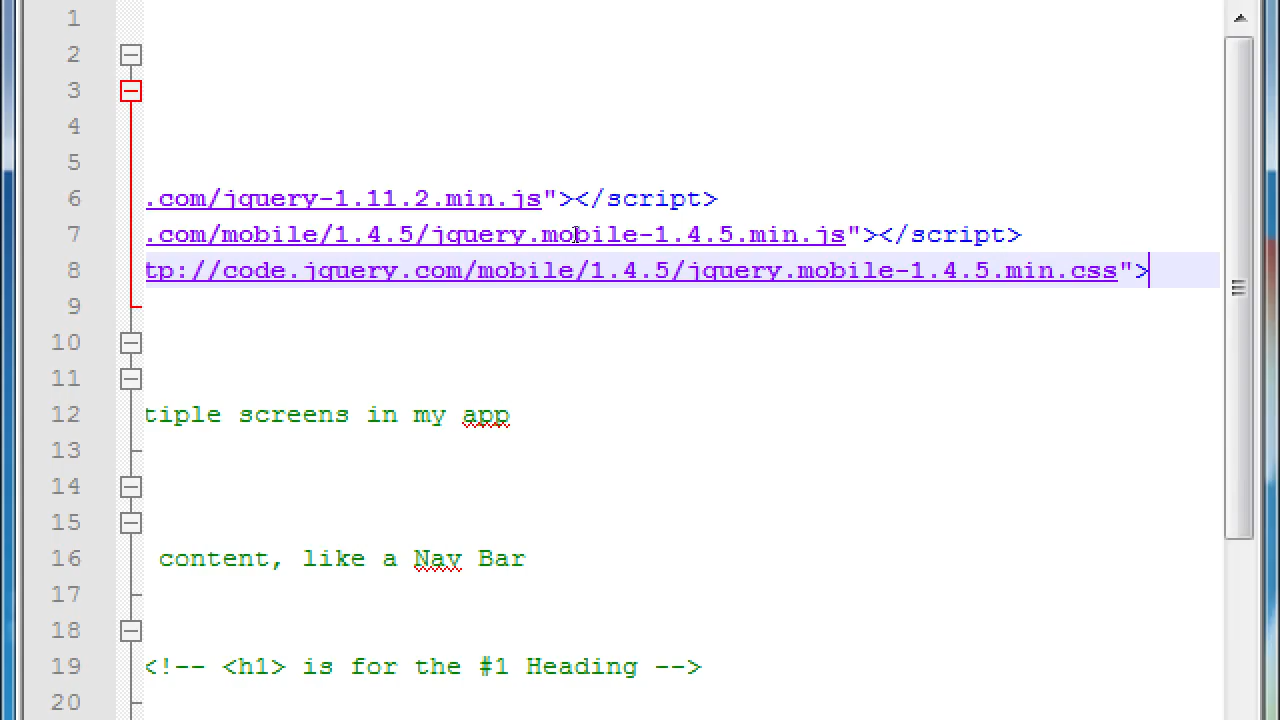 1
2
3
4
5
6 .com/jquery-1.11.2.min.js"></script>
7 .com/mobile/1.4.5/jquery.mobile-1.4.5.min.js"></script>
8 tp://code.jquery.com/mobile/1.4.5/jquery.mobile-1.4.5.min.css">
9
10
11
12 tiple screens in my app
13
14
15
16 content, like a Nav Bar
17
18
19 <!-- <h1> is for the #1 Heading -->
20